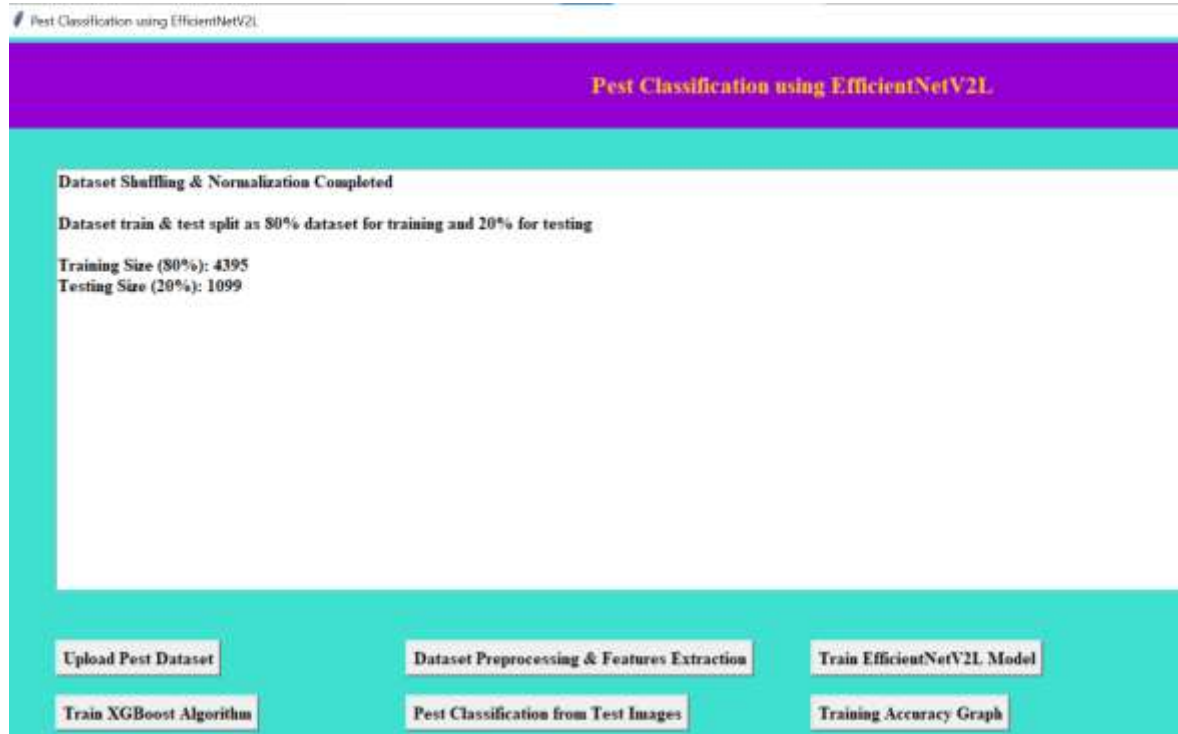 Pest Classification using EfficientNetV2L
Pest Classification using EfficientNetV2L
Dataset Shuffling & Normalization Completed
Dataset train & test split as 80% dataset for training and 20% for testing
Training Size (80%): 4395
Testing Size (20%): 1099
Upload Pest Dataset
Dataset Preprocessing & Features Extraction
Train EfficientNetV2L Model
Train XGBoost Algorithm
Pest Classification from Test Images
Training Accuracy Graph